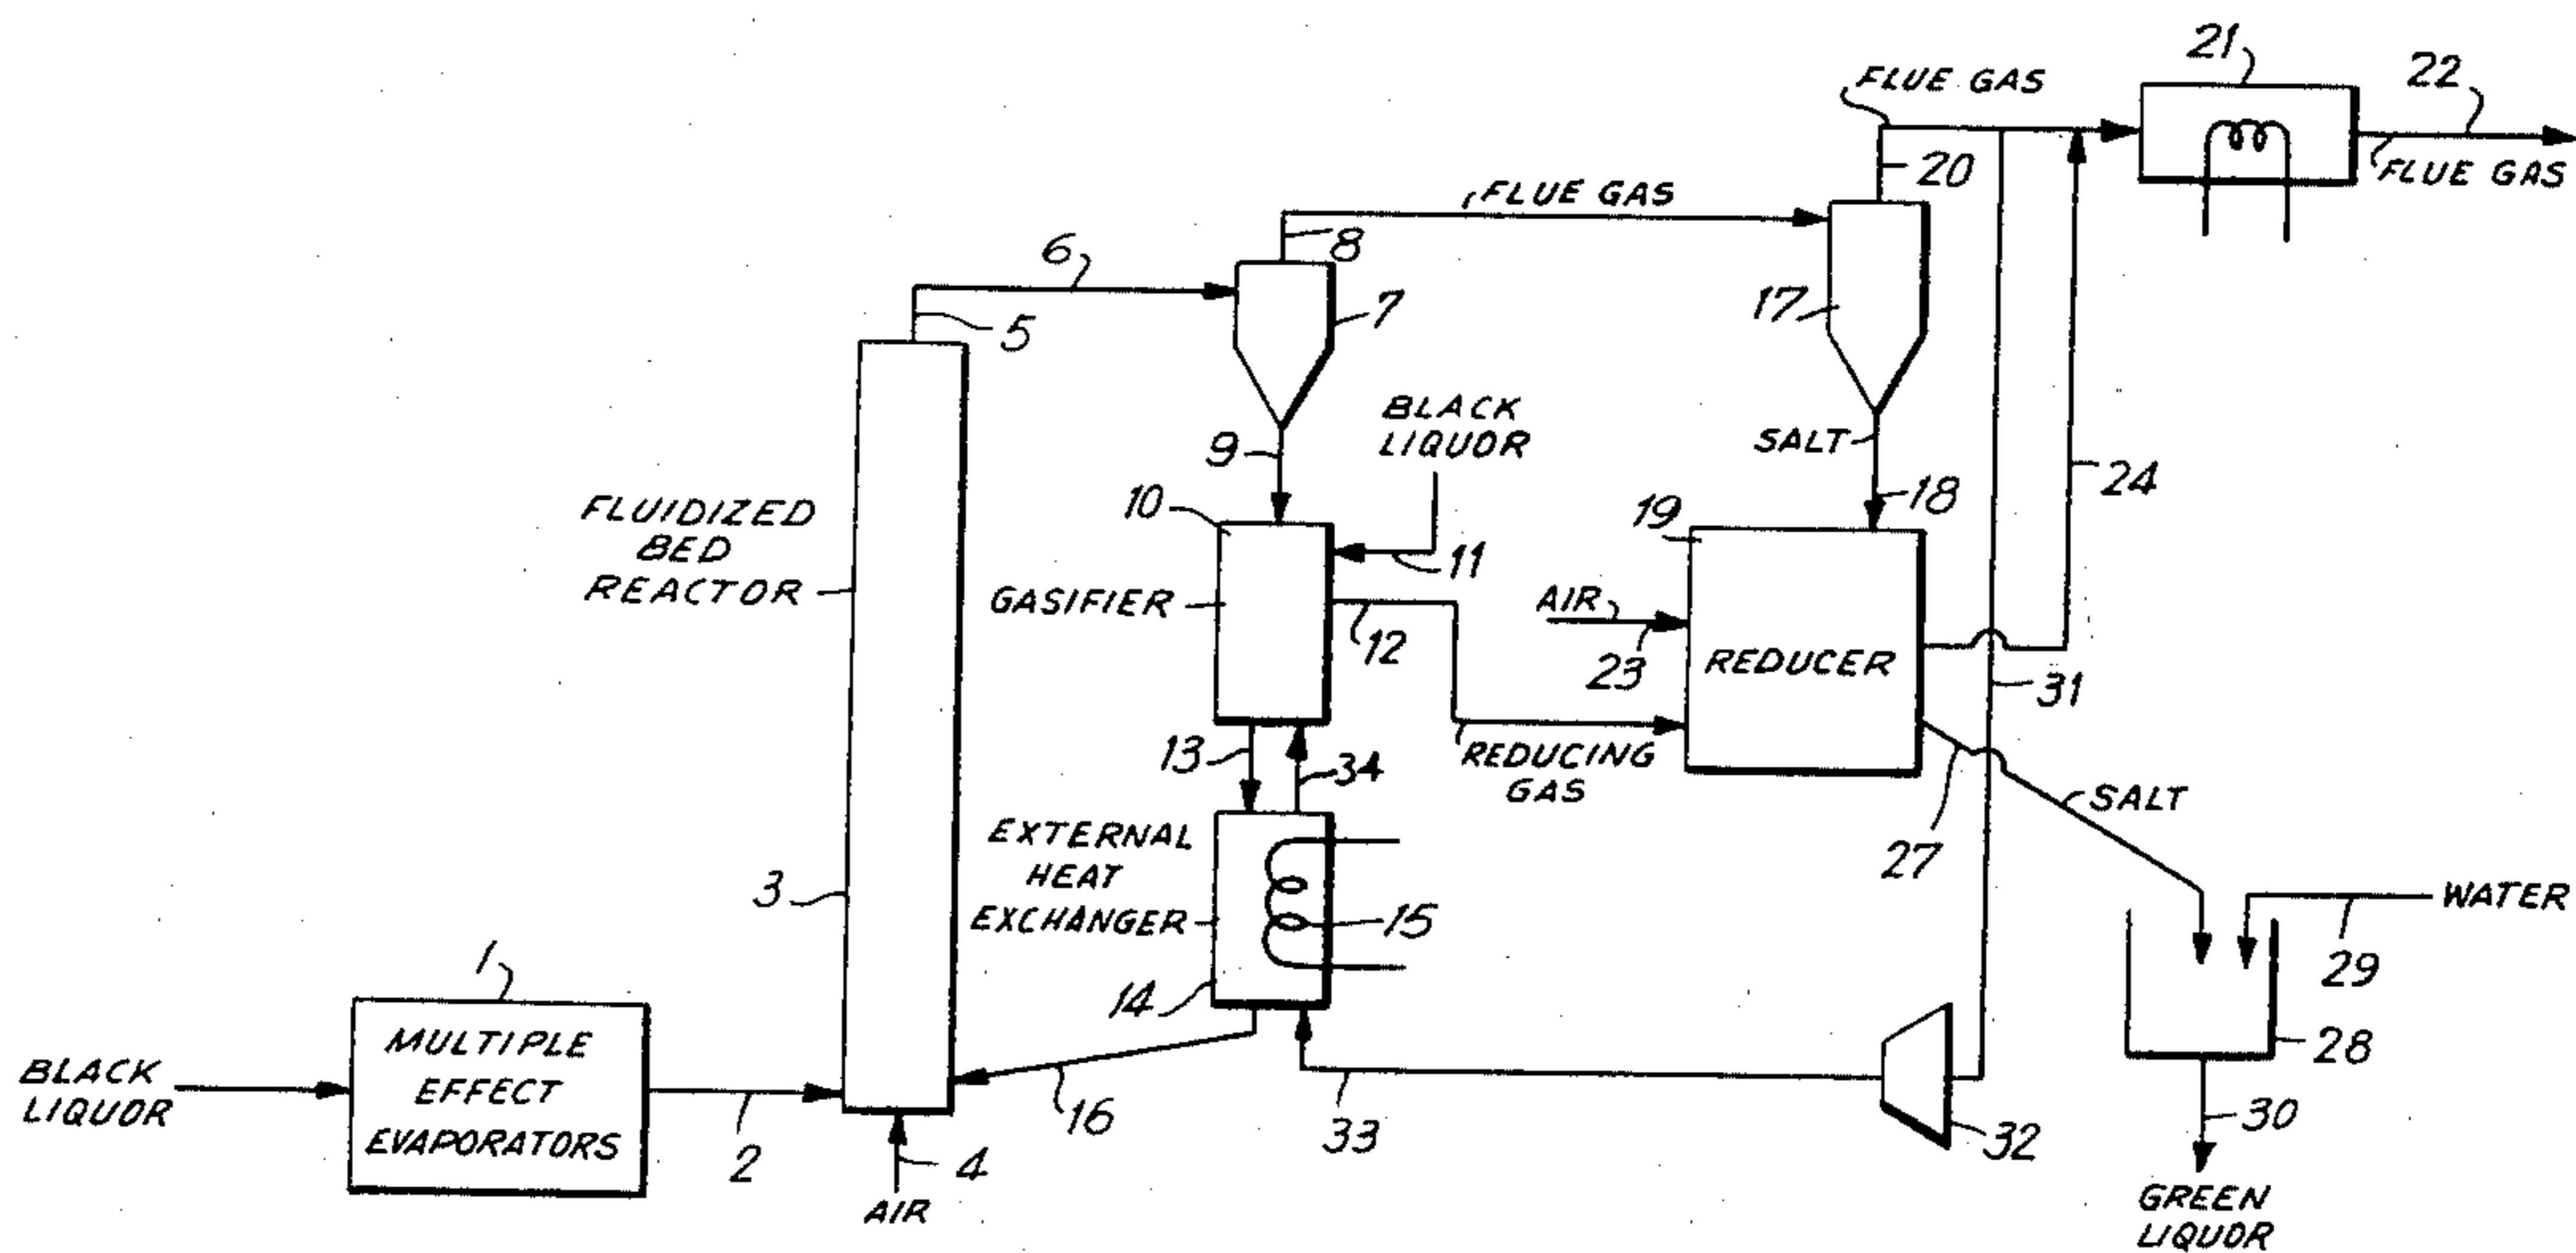 21
22
FLUE GAS
FLUE GAS
20
FLUE GAS
8
6
5
7
17
BLACK
LIQUOR
SALT
9
24
10
18
19
FLUIDIZED
BED
REACTOR
11
GASIFIER
AIR
12
23
REDUCER
31
13
34
REDUCING
GAS
SALT
EXTERNAL
HEAT
EXCHANGER
27
3
15
WATER
29
1
14
MULTIPLE
EFFECT
EVAPORATORS
28
BLACK
LIQUOR
16
33
32
30
2
4
AIR
GREEN
LIQUOR